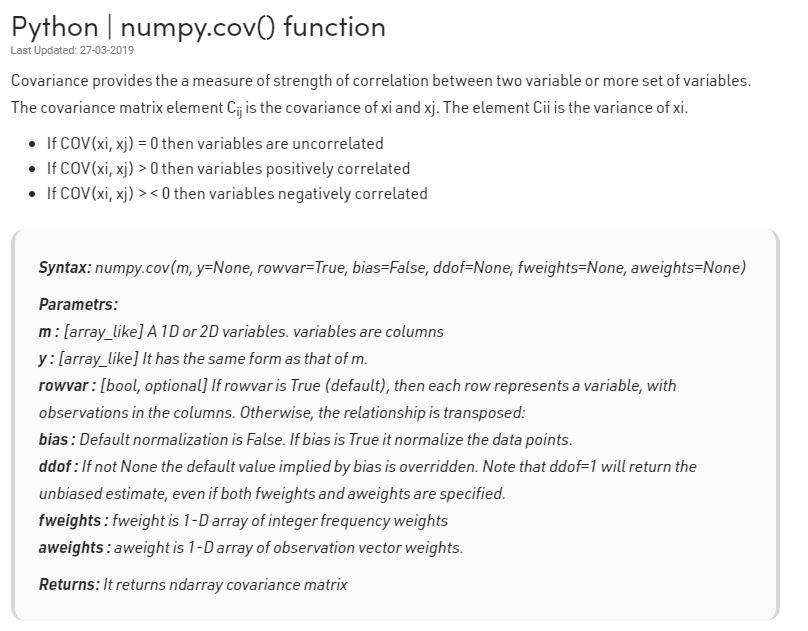 Python | numpy.cov() function
Last Updated: 27-03-2019
Covariance provides the a measure of strength of correlation between two variable or more set of variables.
The covariance matrix element Cij is the covariance of xi and xj. The element Cii is the variance of xi.
• If COV(xi, xj) = 0 then variables are uncorrelated
• If COV(xi, xj) > 0 then variables positively correlated
• If COV(xi, xj) > < 0 then variables negatively correlated
Syntax: numpy.cov(m, y=None, rowvar=True, bias=False, ddof=None, fweights=None, aweights=None)
Parametrs:
m : [array_like] A 1D or 2D variables. variables are columns
y : [array_like] It has the same form as that of m.
rowvar : [bool, optional] If rowvar is True (default), then each row represents a variable, with
observations in the columns. Otherwise, the relationship is transposed:
bias : Default normalization is False. If bias is True it normalize the data points.
ddof : If not None the default value implied by bias is overridden. Note that ddof=1 will return the
unbiased estimate, even if both fweights and aweights are specified.
fweights : fweight is 1-D array of integer frequency weights
aweights : aweight is 1-D array of observation vector weights.
Returns: It returns ndarray covariance matrix